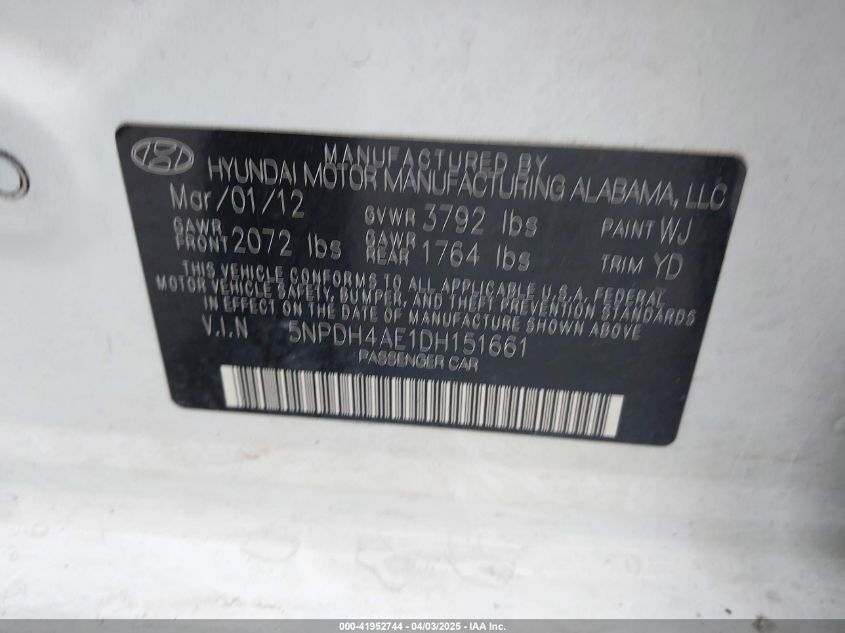 MANUFACTURED BY
HYUNDAI MOTOR MANUFACTURING ALABAMA, LLC
Mar/01/12 GVWR 3792 lbs PAINT WJ
GAWR FRONT 2072 lbs GAWR REAR 1764 lbs TRIM YD
THIS VEHICLE CONFORMS TO ALL APPLICABLE U.S.A. FEDERAL
MOTOR VEHICLE SAFETY, BUMPER, AND THEFT PREVENTION STANDARDS
IN EFFECT ON THE DATE OF MANUFACTURE SHOWN ABOVE
V.I.N 5NPDH4AE1DH151661
PASSENGER CAR
000-41952744 - 04/03/2025 - IAA Inc.